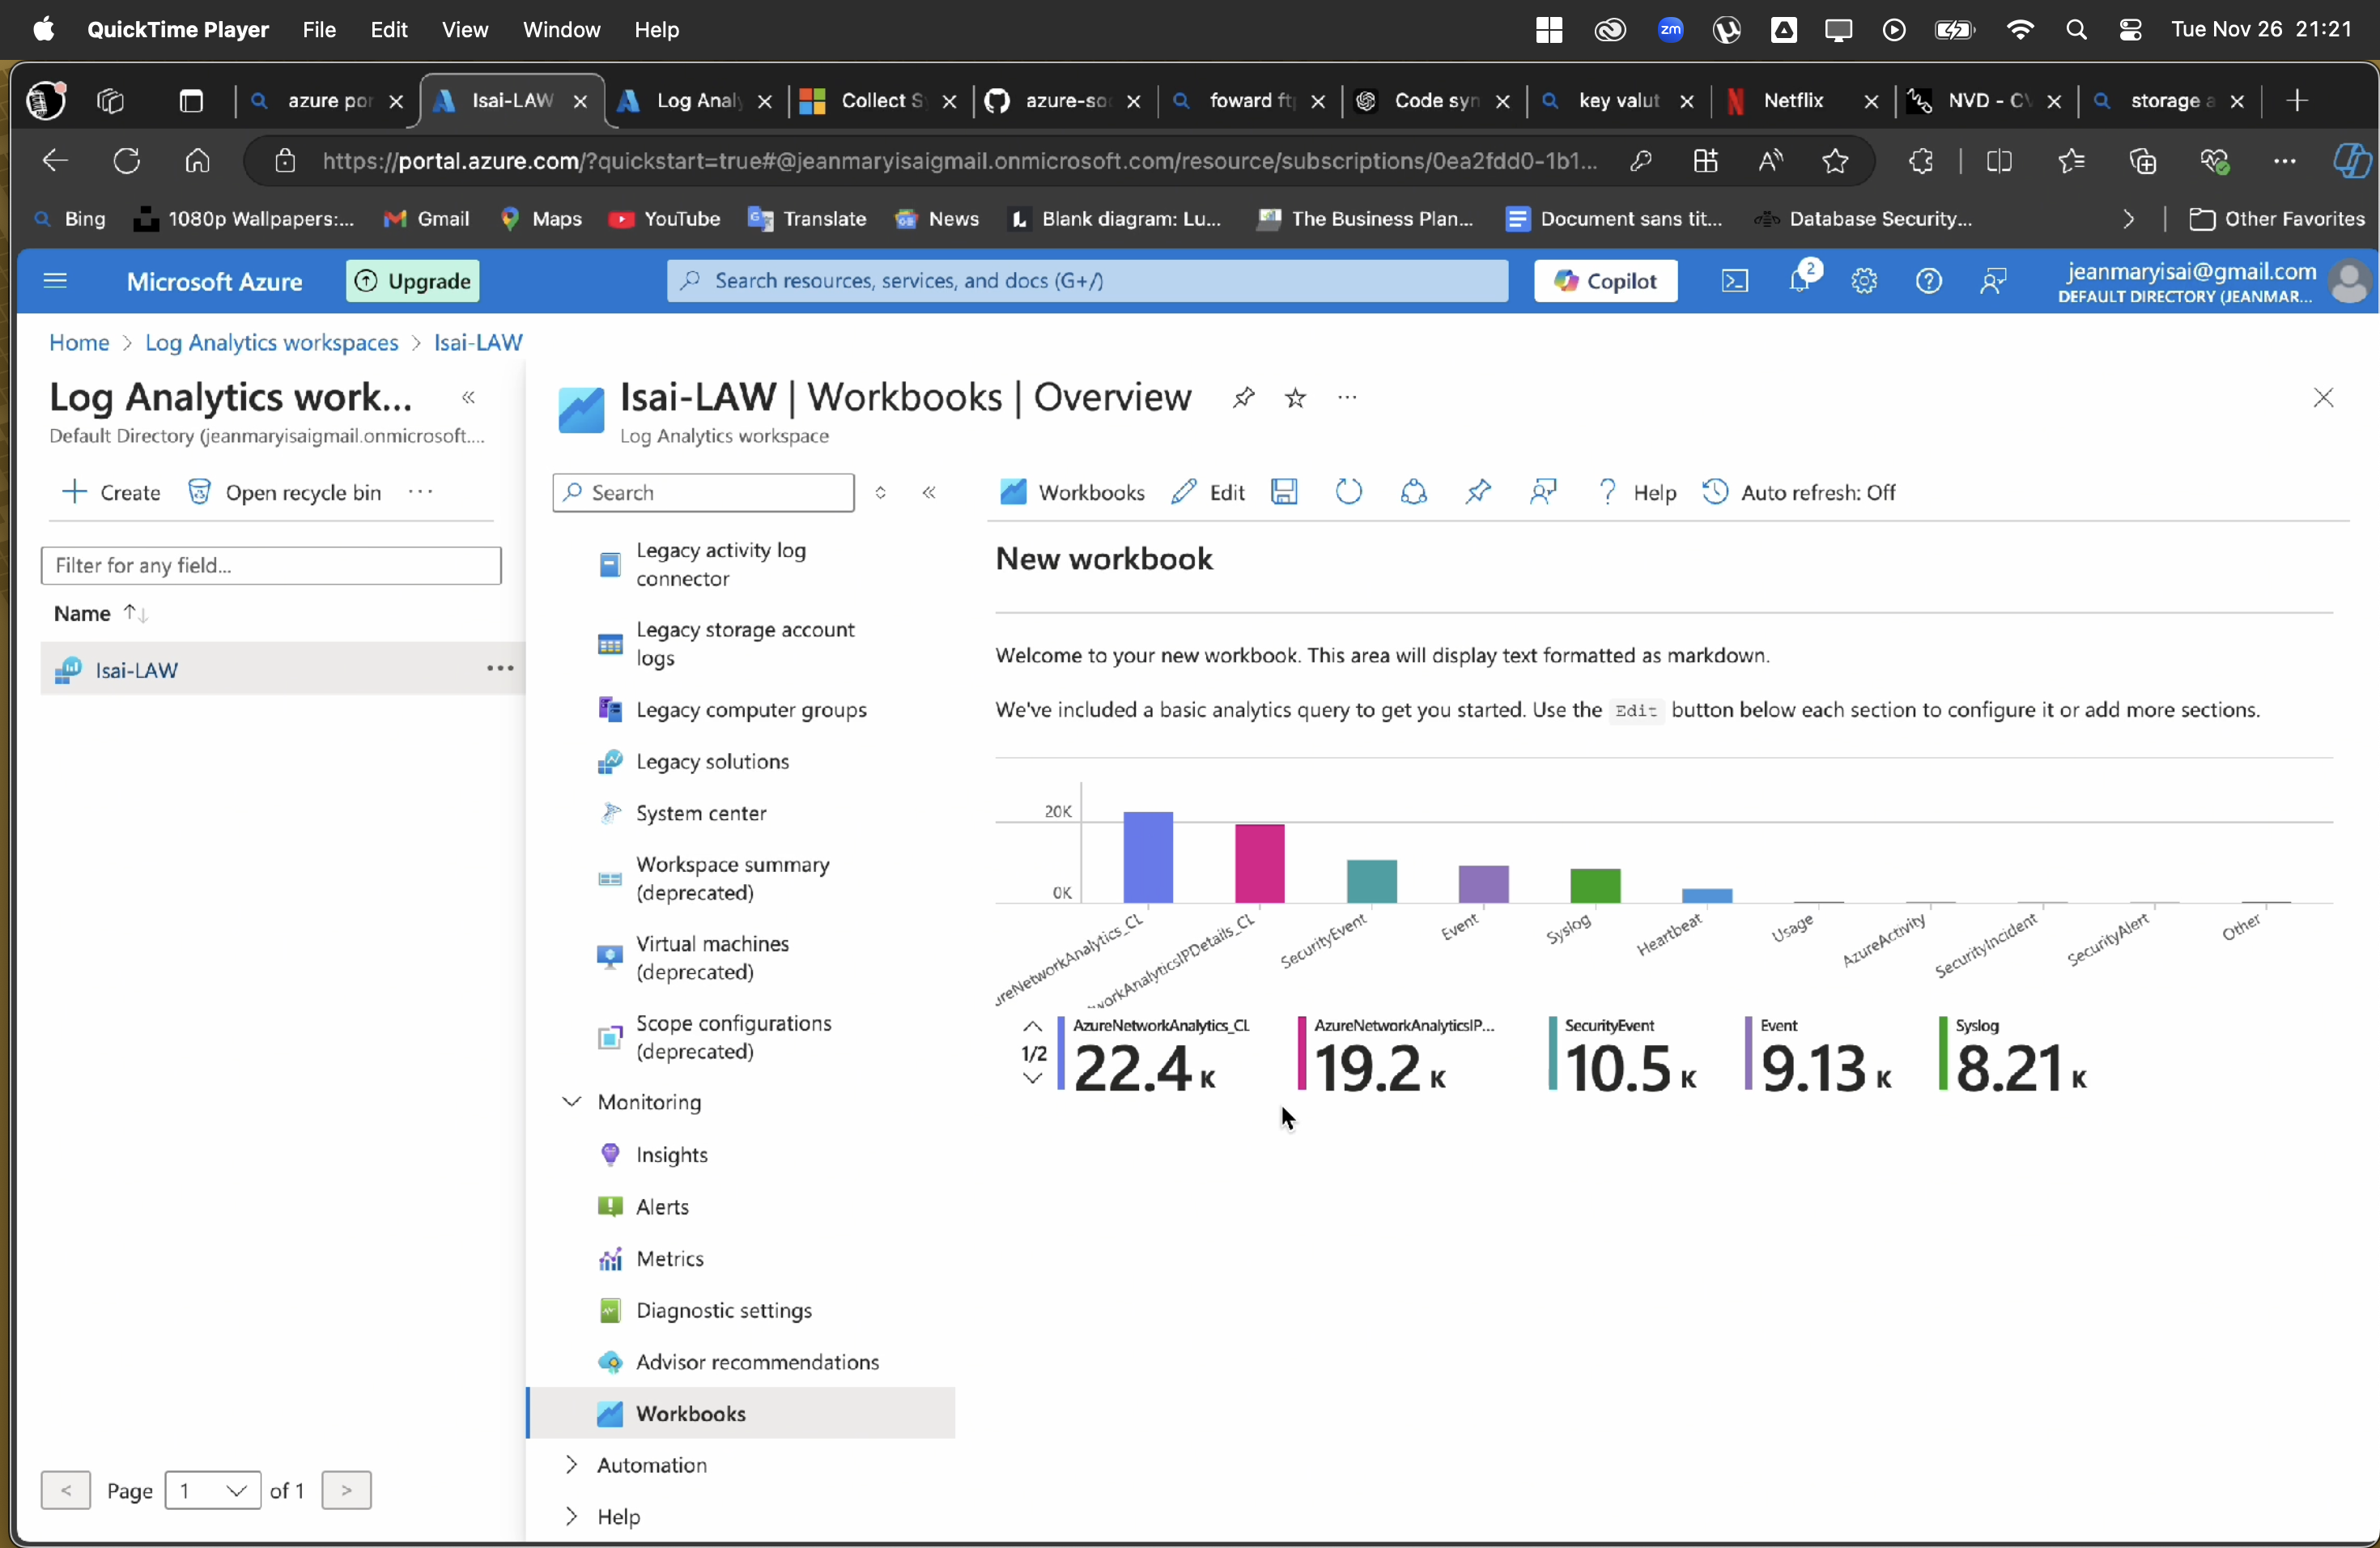 QuickTime Player File Edit View Window Help zm Tue Nov 26 21:21
azure por Isai-LAW Log Analy Collect S azure-so foward ft Code syn key valut Netflix NVD - CV storage a
https://portal.azure.com/?quickstart=true#@jeanmaryisaigmail.onmicrosoft.com/resource/subscriptions/0ea2fdd0-1b1...
Bing 1080p Wallpapers:... Gmail Maps YouTube Translate News Blank diagram: Lu... The Business Plan... Document sans tit... Database Security... Other Favorites
Microsoft Azure Upgrade Search resources, services, and docs (G+/) Copilot 2 jeanmaryisai@gmail.com
DEFAULT DIRECTORY (JEANMAR...
Home > Log Analytics workspaces > Isai-LAW
Log Analytics work... «
Default Directory (jeanmaryisaigmail.onmicrosoft....
Create Open recycle bin ...
Filter for any field...
Name
Isai-LAW
< Page 1 of 1 >
Isai-LAW | Workbooks | Overview
Log Analytics workspace
Search
Legacy activity log
connector
Legacy storage account
logs
Legacy computer groups
Legacy solutions
System center
Workspace summary
(deprecated)
Virtual machines
(deprecated)
Scope configurations
(deprecated)
Monitoring
Insights
Alerts
Metrics
Diagnostic settings
Advisor recommendations
Workbooks
Automation
Help
Workbooks Edit Help Auto refresh: Off
New workbook
Welcome to your new workbook. This area will display text formatted as markdown.
We've included a basic analytics query to get you started. Use the Edit button below each section to configure it or add more sections.
20K
0K
ureNetworkAnalytics_CL workAnalyticsIPDetails_CL SecurityEvent Event Syslog Heartbeat Usage AzureActivity SecurityIncident SecurityAlert Other
1/2
AzureNetworkAnalytics_CL AzureNetworkAnalyticsIP... SecurityEvent Event Syslog
22.4 K 19.2 K 10.5 K 9.13 K 8.21 K